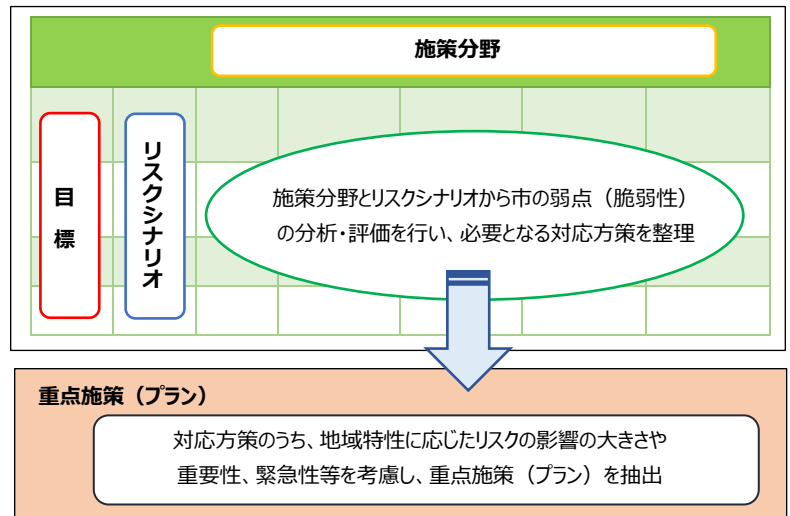 施策分野
目標
リスクシナリオ
施策分野とリスクシナリオから市の弱点（脆弱性）
の分析・評価を行い、必要となる対応方策を整理
重点施策（プラン）
対応方策のうち、地域特性に応じたリスクの影響の大きさや
重要性、緊急性等を考慮し、重点施策（プラン）を抽出